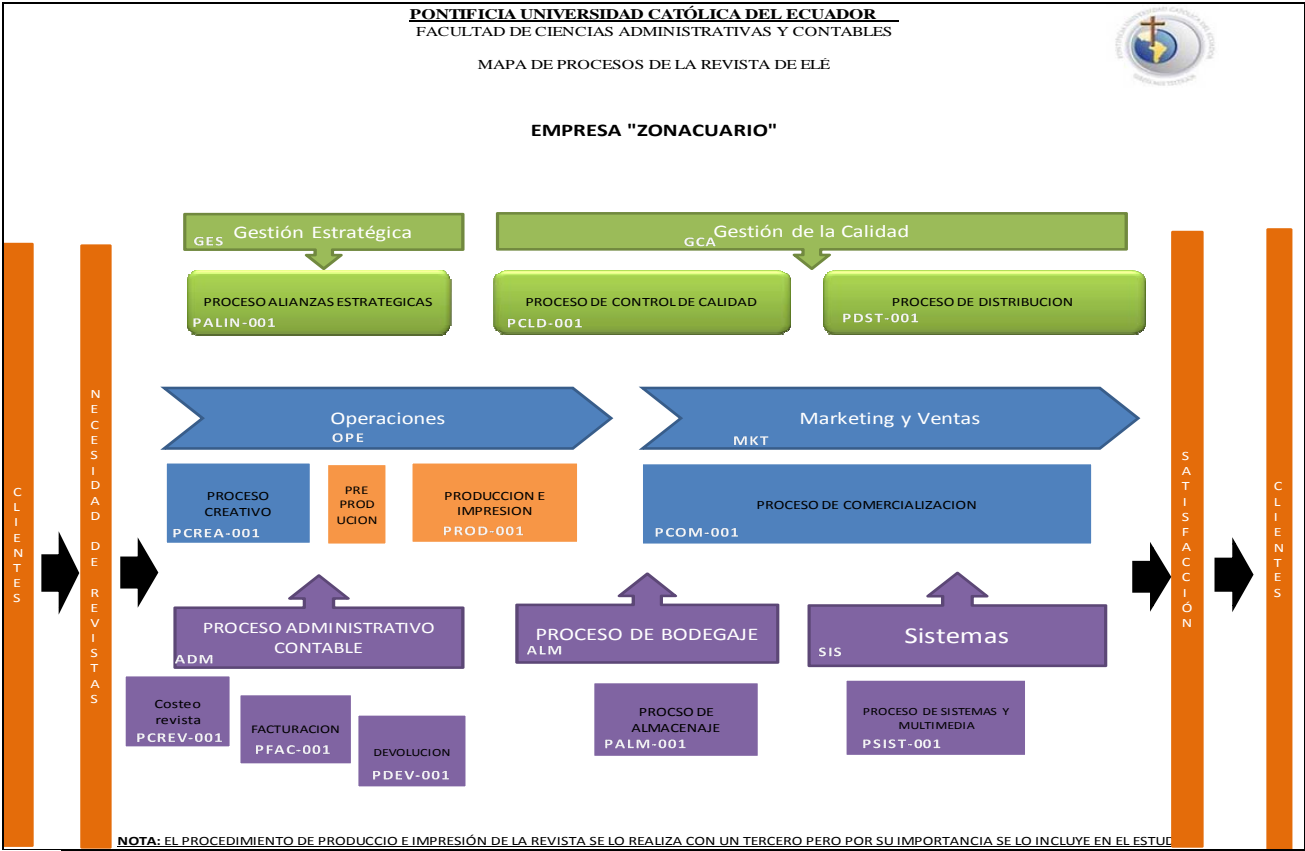 PONTIFICIA UNIVERSIDAD CATÓLICA DEL ECUADOR
FACULTAD DE CIENCIAS ADMINISTRATIVAS Y CONTABLES
MAPA DE PROCESOS DE LA REVISTA DE ELÉ
EMPRESA "ZONACUARIO"
Gestión Estratégica
GES
Gestión de la Calidad
GCA
PROCESO ALIANZAS ESTRATEGICAS
PALIN-001
PROCESO DE CONTROL DE CALIDAD
PCLD-001
PROCESO DE DISTRIBUCION
PDST-001
CLIENTES
NECESIDAD DE REVISTAS
Operaciones
OPE
Marketing y Ventas
MKT
PROCESO
CREATIVO
PCREA-001
PRE
PROD
UCION
PRODUCCION E
IMPRESION
PROD-001
PROCESO DE COMERCIALIZACION
PCOM-001
SATISFACCIÓN
CLIENTES
PROCESO ADMINISTRATIVO
CONTABLE
ADM
PROCESO DE BODEGAJE
ALM
Sistemas
SIS
Costeo
revista
PCREV-001
FACTURACION
PFAC-001
DEVOLUCION
PDEV-001
PROCSO DE
ALMACENAJE
PALM-001
PROCESO DE SISTEMAS Y
MULTIMEDIA
PSIST-001
NOTA: EL PROCEDIMIENTO DE PRODUCCIO E IMPRESIÓN DE LA REVISTA SE LO REALIZA CON UN TERCERO PERO POR SU IMPORTANCIA SE LO INCLUYE EN EL ESTUD